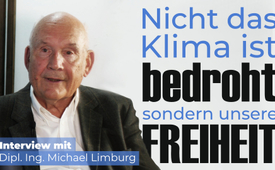 Nicht das
Klima ist
bedroht
sondern unsere
FREIHEIT
Interview mit
Dipl. Ing. Michael Limburg